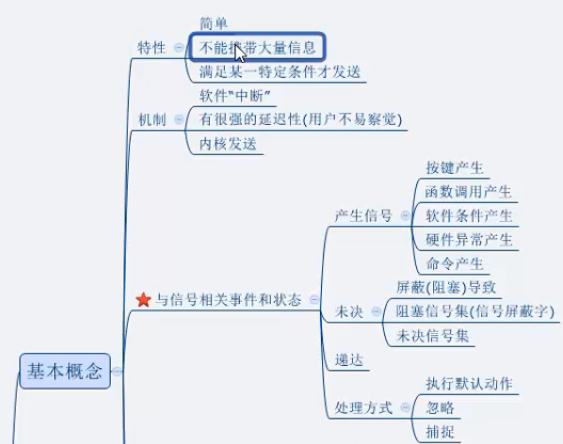 简单
特性
不能携带大量信息
满足某一特定条件才发送
软件“中断”
机制
有很强的延迟性(用户不易察觉)
内核发送
按键产生
函数调用产生
产生信号
软件条件产生
硬件异常产生
命令产生
屏蔽(阻塞)导致
与信号相关事件和状态
未决
阻塞信号集(信号屏蔽字)
未决信号集
递达
基本概念
执行默认动作
处理方式
忽略
捕捉